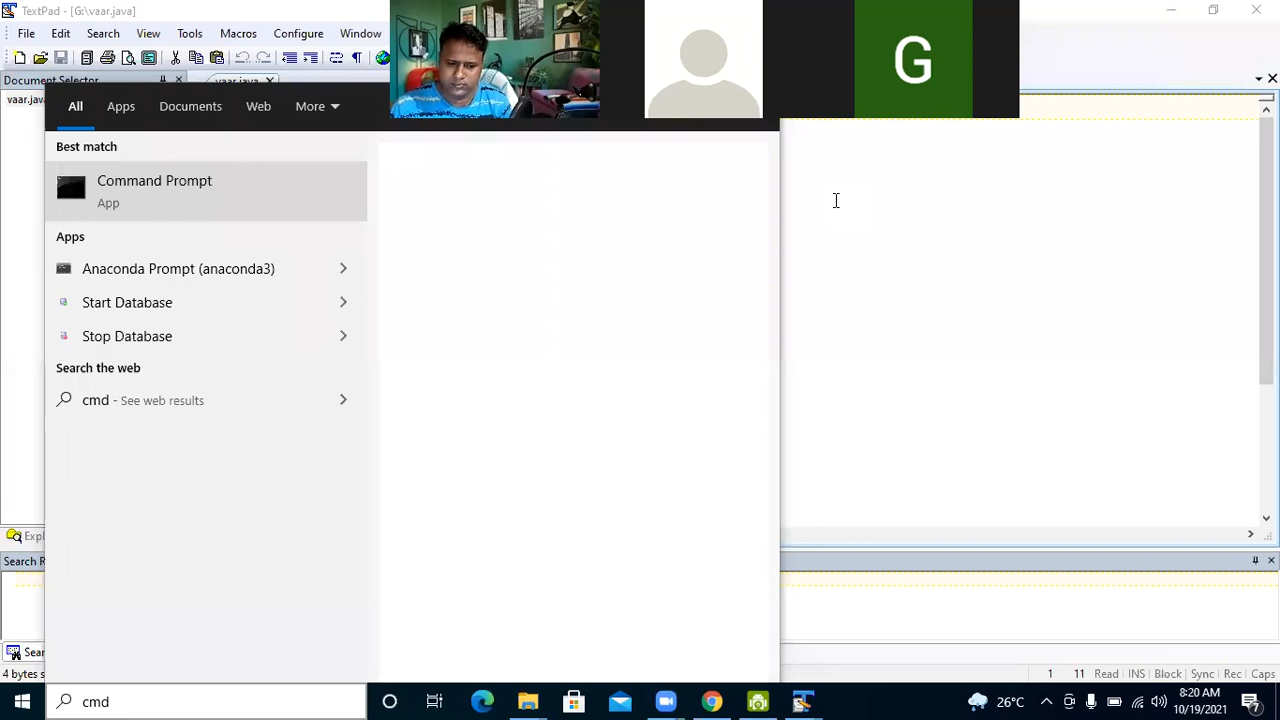 TextPad - [G:\vaar.java]
File Edit Search View Tools Macros Configure Window
Document Selector
vaar.java
All Apps Documents Web More
G
Best match
Command Prompt
App
Apps
Anaconda Prompt (anaconda3)
Start Database
Stop Database
Search the web
cmd - See web results
Search R
4 bytes s
1 11 Read INS Block Sync Rec Caps
cmd
26°C
8:20 AM
10/19/2021
7